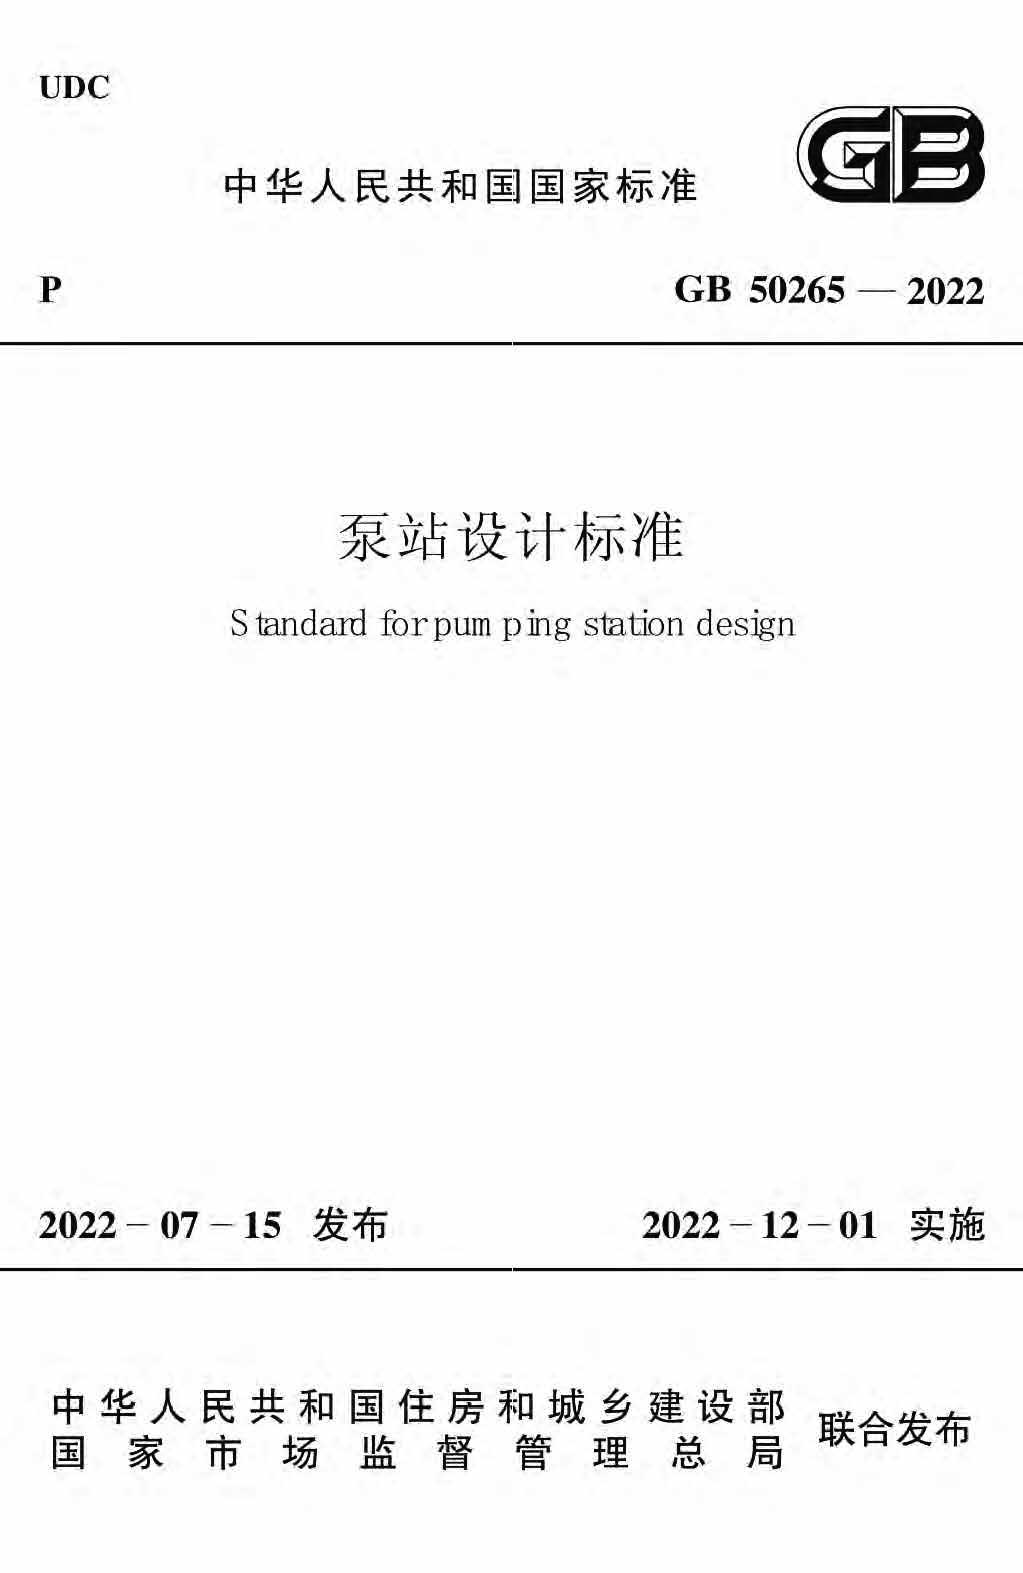 UDC
GB
中华人民共和国国家标准
P
GB 50265 — 2022
泵站设计标准
Standard for pumping station design
2022 - 07 - 15 发布
2022 - 12 - 01 实施
中华人民共和国住房和城乡建设部
国家市场监督管理总局
联合发布